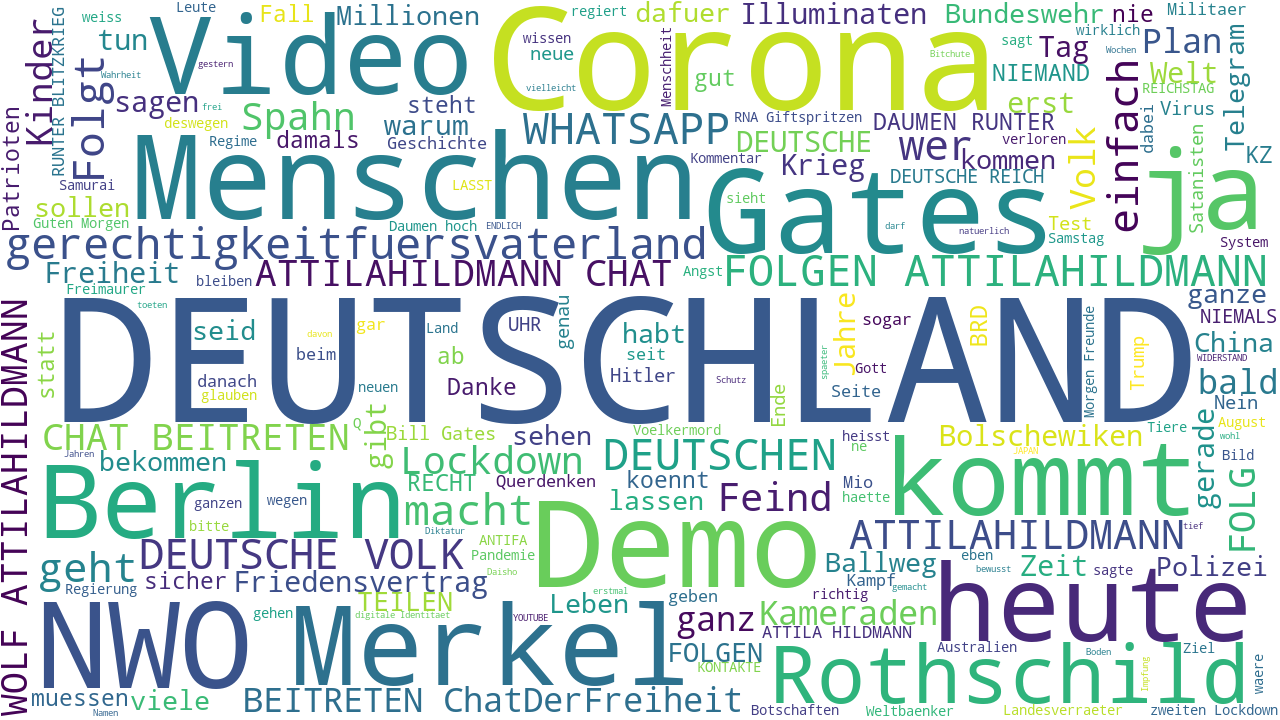 weiss
Leute
Fall
Millionen
regiert
dafuer
Illuminaten
Bundeswehr
nie
Militaer
tun
Video
Corona
wissen
neue
sagt
Tag
wirklich
Wochen
Plan
Kinder
RUNTER BLITZKRIEG
Folgt
Wahrheit
gestern
Menschheit
Bitchute
gut
NIEMAND
Welt
Telegram
REICHSTAG
vielleicht
sagen
frei
Spahn
steht
erst
einfach
Virus
dabei
deswegen
warum
WHATSAPP
RNA Giftspritzen
DAUMEN RUNTER
verloren
Patrioten
Regime
damals
Geschichte
DEUTSCHE
wer
kommen
Volk
KZ
Samurai
Menschen
Kommentar
Krieg
DEUTSCHE REICH
ja
Satanisten
LASST
Gates
sollen
sieht
Guten Morgen
Daumen hoch
ENDLICH
darf
natuerlich
Test
Samstag
System
gerechtigkeitfuersvaterland
Freiheit
bleiben
ATTILAHILDMANN CHAT
Angst
FOLGEN ATTILAHILDMANN
Freimaurer
ganze
WOLF ATTILAHILDMANN
toeten
DEUTSCHLAND
seid
gar
Land
UHR
genau
habt
Jahre
sogar
BRD
NIEMALS
davon
statt
beim
ab
seit
spaeter
Morgen Freunde
Trump
China
WIDERSTAND
danach
neuen
Danke
Hitler
Schutz
Gott
bald
glauben
Ende
Seite
Nein
gibt
Q
CHAT BEITRETEN
Bill Gates
sehen
Voelkermord
heisst
Bolschewiken
gerade
Tiere
August
wohl
Jahren
bekommen
Lockdown
DEUTSCHEN
ne
JAPAN
Bild
Berlin
RECHT
Querdenken
koennt
Mio
kommt
FOLG
ganzen
wegen
macht
lassen
Feind
haette
bitte
Diktatur
Demo
ATTILAHILDMANN
tief
ANTIFA
geht
DEUTSCHE VOLK
Pandemie
Ballweg
eben
Zeit
sagte
Polizei
Regierung
sicher
Friedensvertrag
Daisho
Kampf
bewusst
gemacht
heute
TEILEN
Leben
erstmal
geben
richtig
NWO
gehen
digitale Identitaet
YOUTUBE
ganz
Kameraden
Merkel
ATTILA HILDMANN
FOLGEN
Australien
Boden
Ziel
KONTAKTE
Rothschild
Impfung
waere
muessen
viele
BEITRETEN ChatDerFreiheit
Namen
Botschaften
Weltbaenker
Landesverraeter
zweiten Lockdown